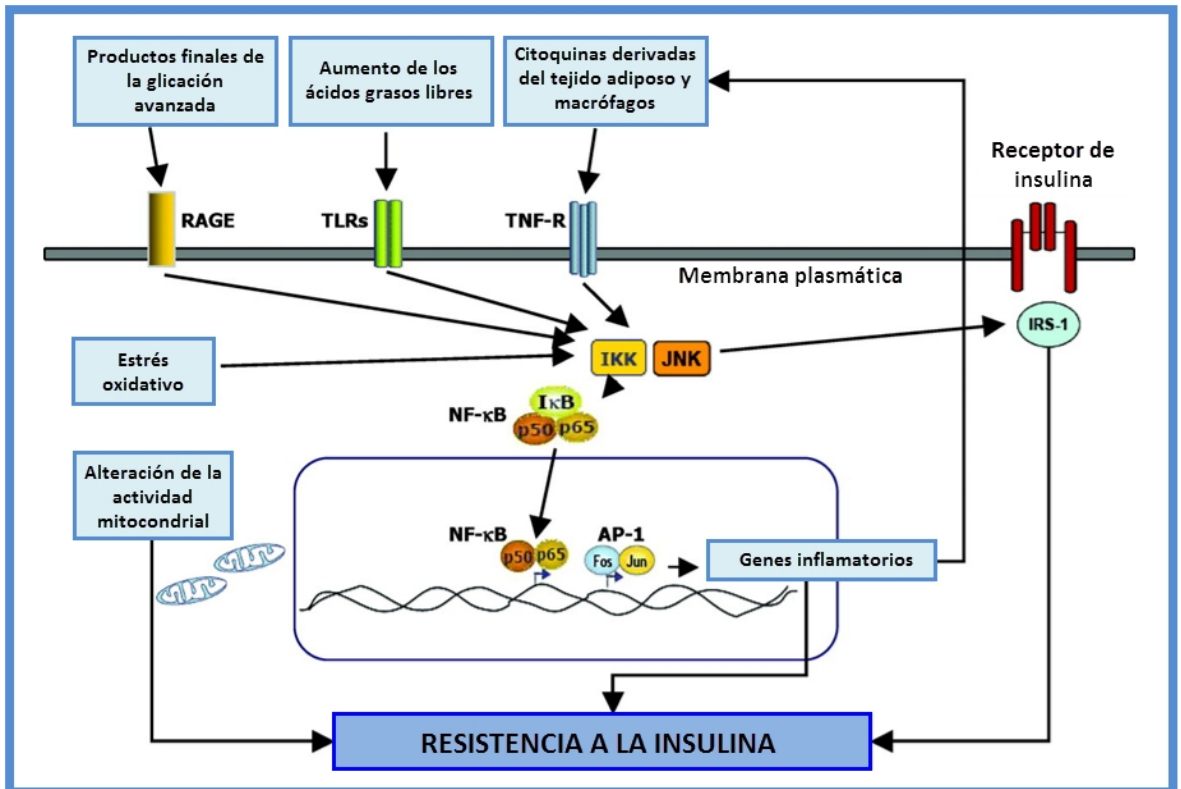 Productos finales de
la glicación
avanzada
Aumento de los
ácidos grasos libres
Citoquinas derivadas
del tejido adiposo y
macrófagos
Receptor de
insulina
RAGE
TLRs
TNF-R
Membrana plasmática
IRS-1
Estrés
oxidativo
IKK
JNK
IκB
NF-κB
p50
p65
Alteración de la
actividad
mitocondrial
NF-κB
p50
p65
AP-1
Fos
Jun
Genes inflamatorios
RESISTENCIA A LA INSULINA